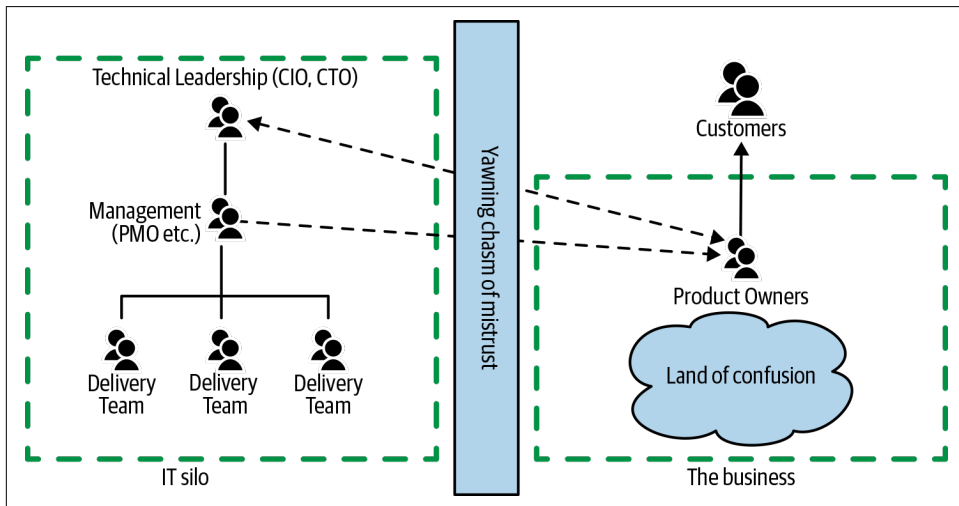 Technical Leadership (CIO, CTO)
Management
(PMO etc.)
Delivery
Team
Delivery
Team
Delivery
Team
IT silo
Yawning chasm of mistrust
Customers
Product Owners
Land of confusion
The business